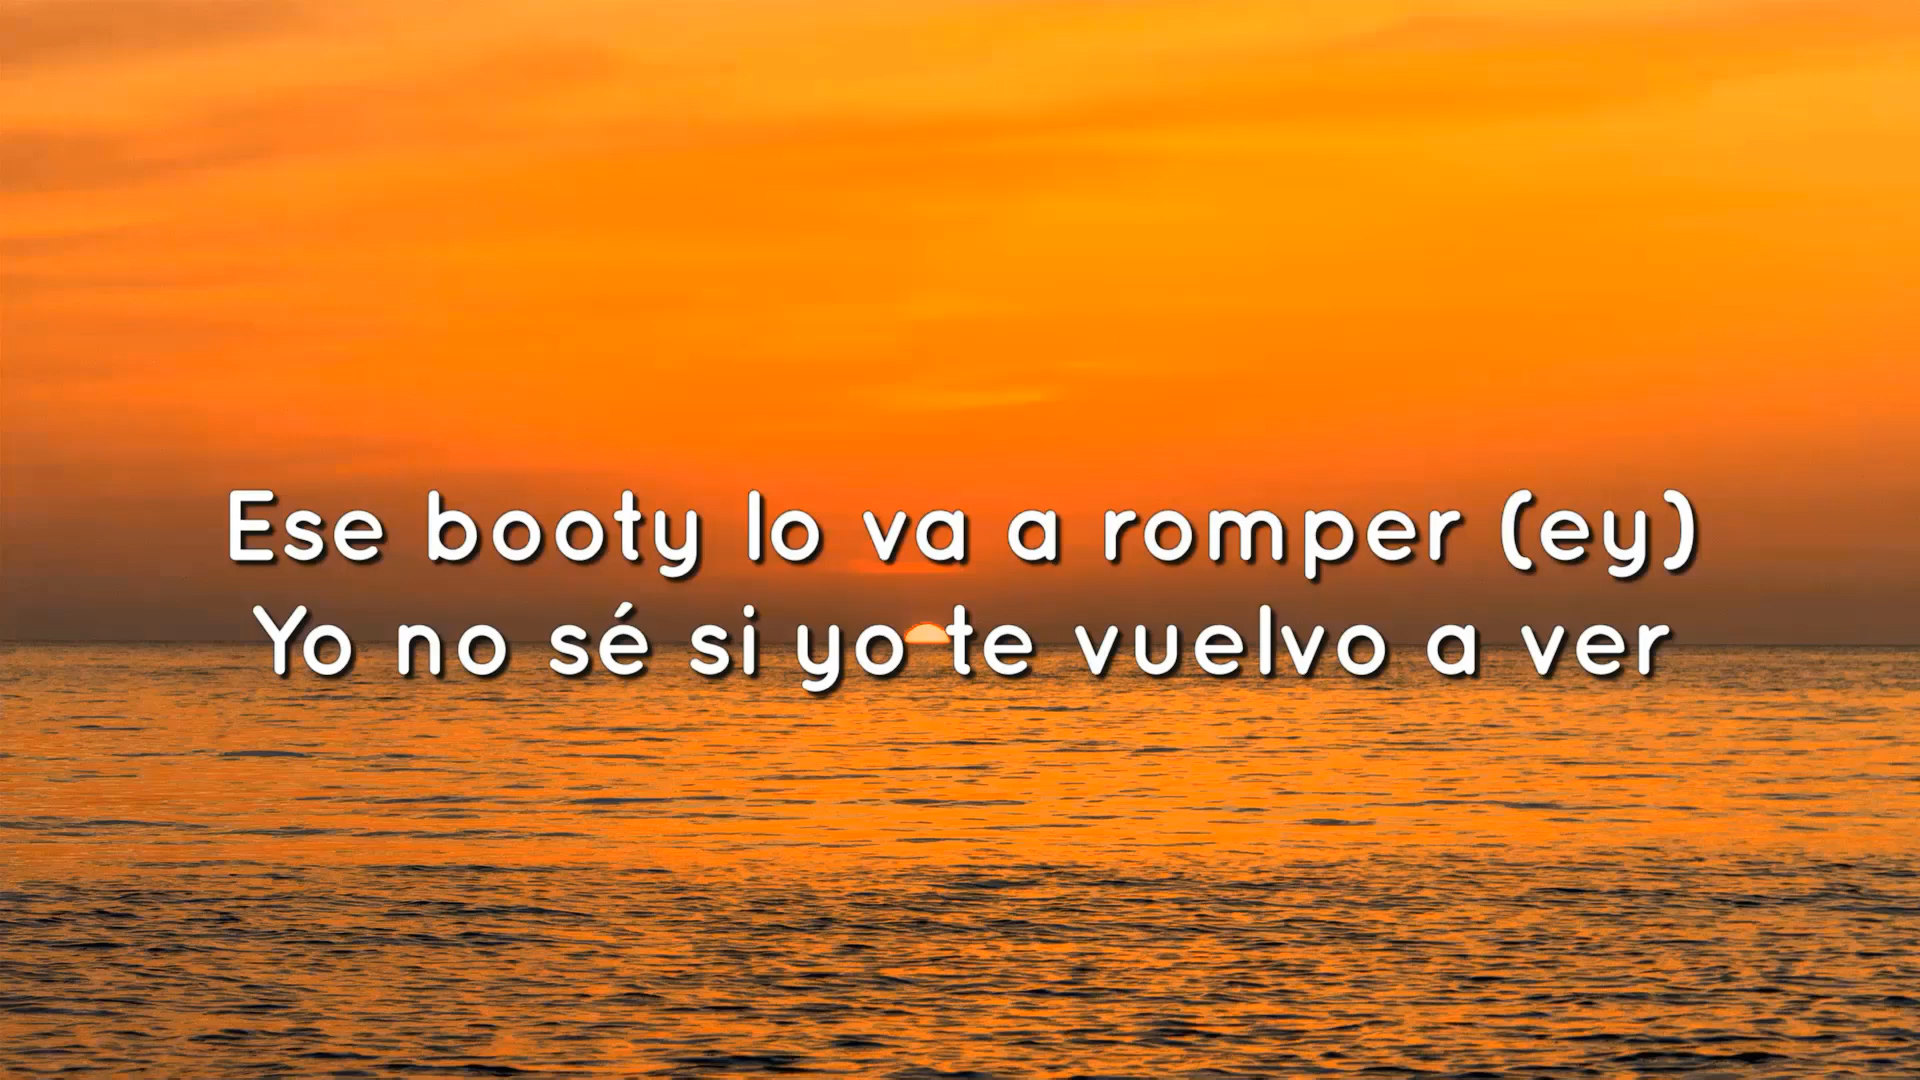 Ese booty lo va a romper (ey)
Yo no sé si yo te vuelvo a ver